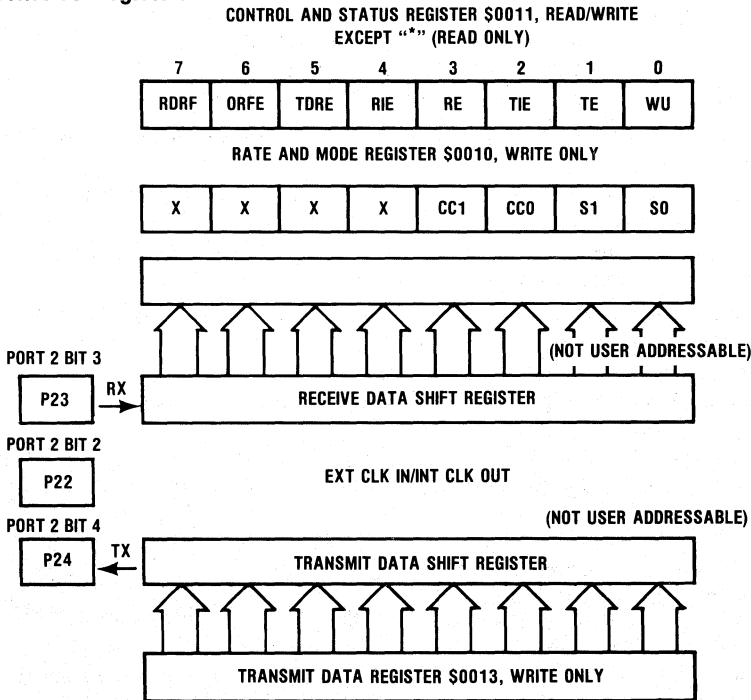 CONTROL AND STATUS REGISTER $0011, READ/WRITE
EXCEPT “*” (READ ONLY)
7 6 5 4 3 2 1 0
RDRF ORFE TDRE RIE RE TIE TE WU
RATE AND MODE REGISTER $0010, WRITE ONLY
X X X X CC1 CC0 S1 S0
(NOT USER ADDRESSABLE)
PORT 2 BIT 3
P23 RX RECEIVE DATA SHIFT REGISTER
PORT 2 BIT 2
P22 EXT CLK IN/INT CLK OUT
(NOT USER ADDRESSABLE)
PORT 2 BIT 4
P24 TX TRANSMIT DATA SHIFT REGISTER
TRANSMIT DATA REGISTER $0013, WRITE ONLY